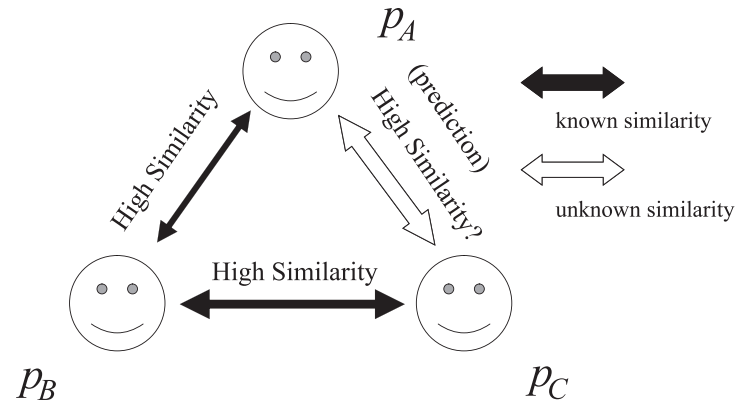 p_A
(prediction)
High Similarity?
High Similarity
known similarity
unknown similarity
High Similarity
p_B
p_C